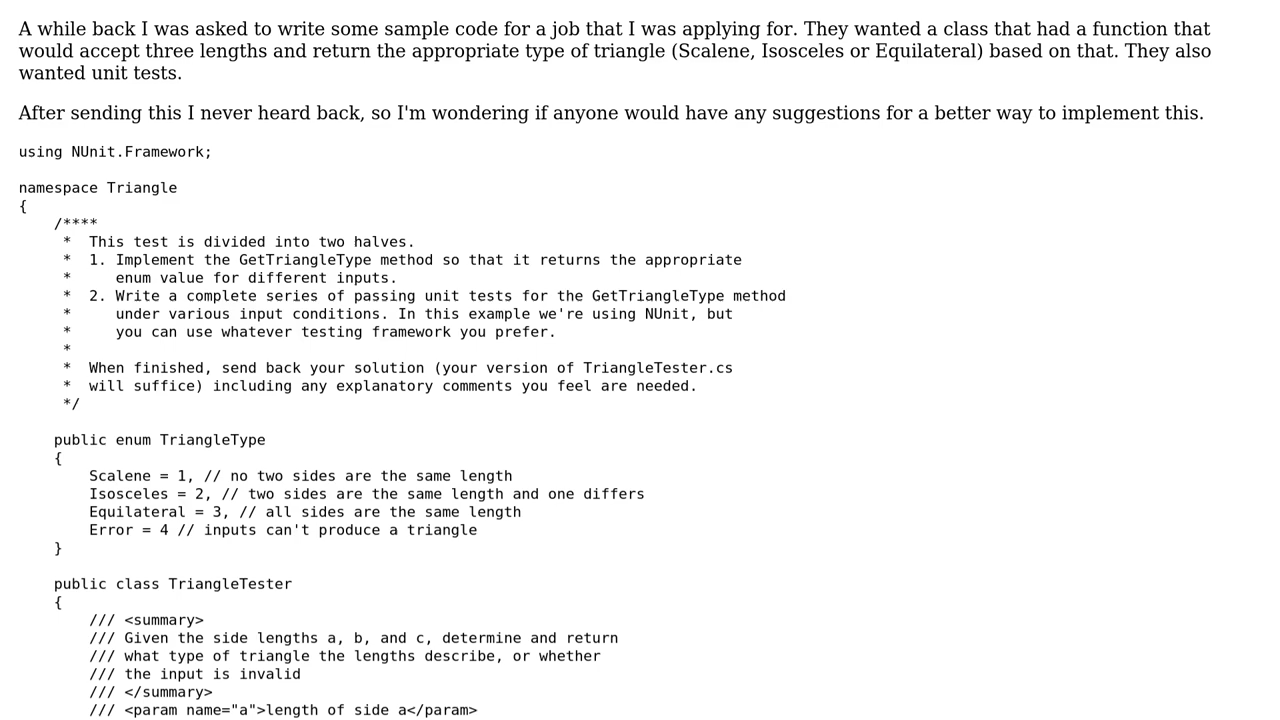 A while back I was asked to write some sample code for a job that I was applying for. They wanted a class that had a function that
would accept three lengths and return the appropriate type of triangle (Scalene, Isosceles or Equilateral) based on that. They also
wanted unit tests.
After sending this I never heard back, so I'm wondering if anyone would have any suggestions for a better way to implement this.
using NUnit.Framework;
namespace Triangle
{
    /****
     *  This test is divided into two halves.
     *  1. Implement the GetTriangleType method so that it returns the appropriate
     *     enum value for different inputs.
     *  2. Write a complete series of passing unit tests for the GetTriangleType method
     *     under various input conditions. In this example we're using NUnit, but
     *     you can use whatever testing framework you prefer.
     *
     *  When finished, send back your solution (your version of TriangleTester.cs
     *  will suffice) including any explanatory comments you feel are needed.
     */
    public enum TriangleType
    {
        Scalene = 1, // no two sides are the same length
        Isosceles = 2, // two sides are the same length and one differs
        Equilateral = 3, // all sides are the same length
        Error = 4 // inputs can't produce a triangle
    }
    public class TriangleTester
    {
        /// <summary>
        /// Given the side lengths a, b, and c, determine and return
        /// what type of triangle the lengths describe, or whether
        /// the input is invalid
        /// </summary>
        /// <param name="a">length of side a</param>